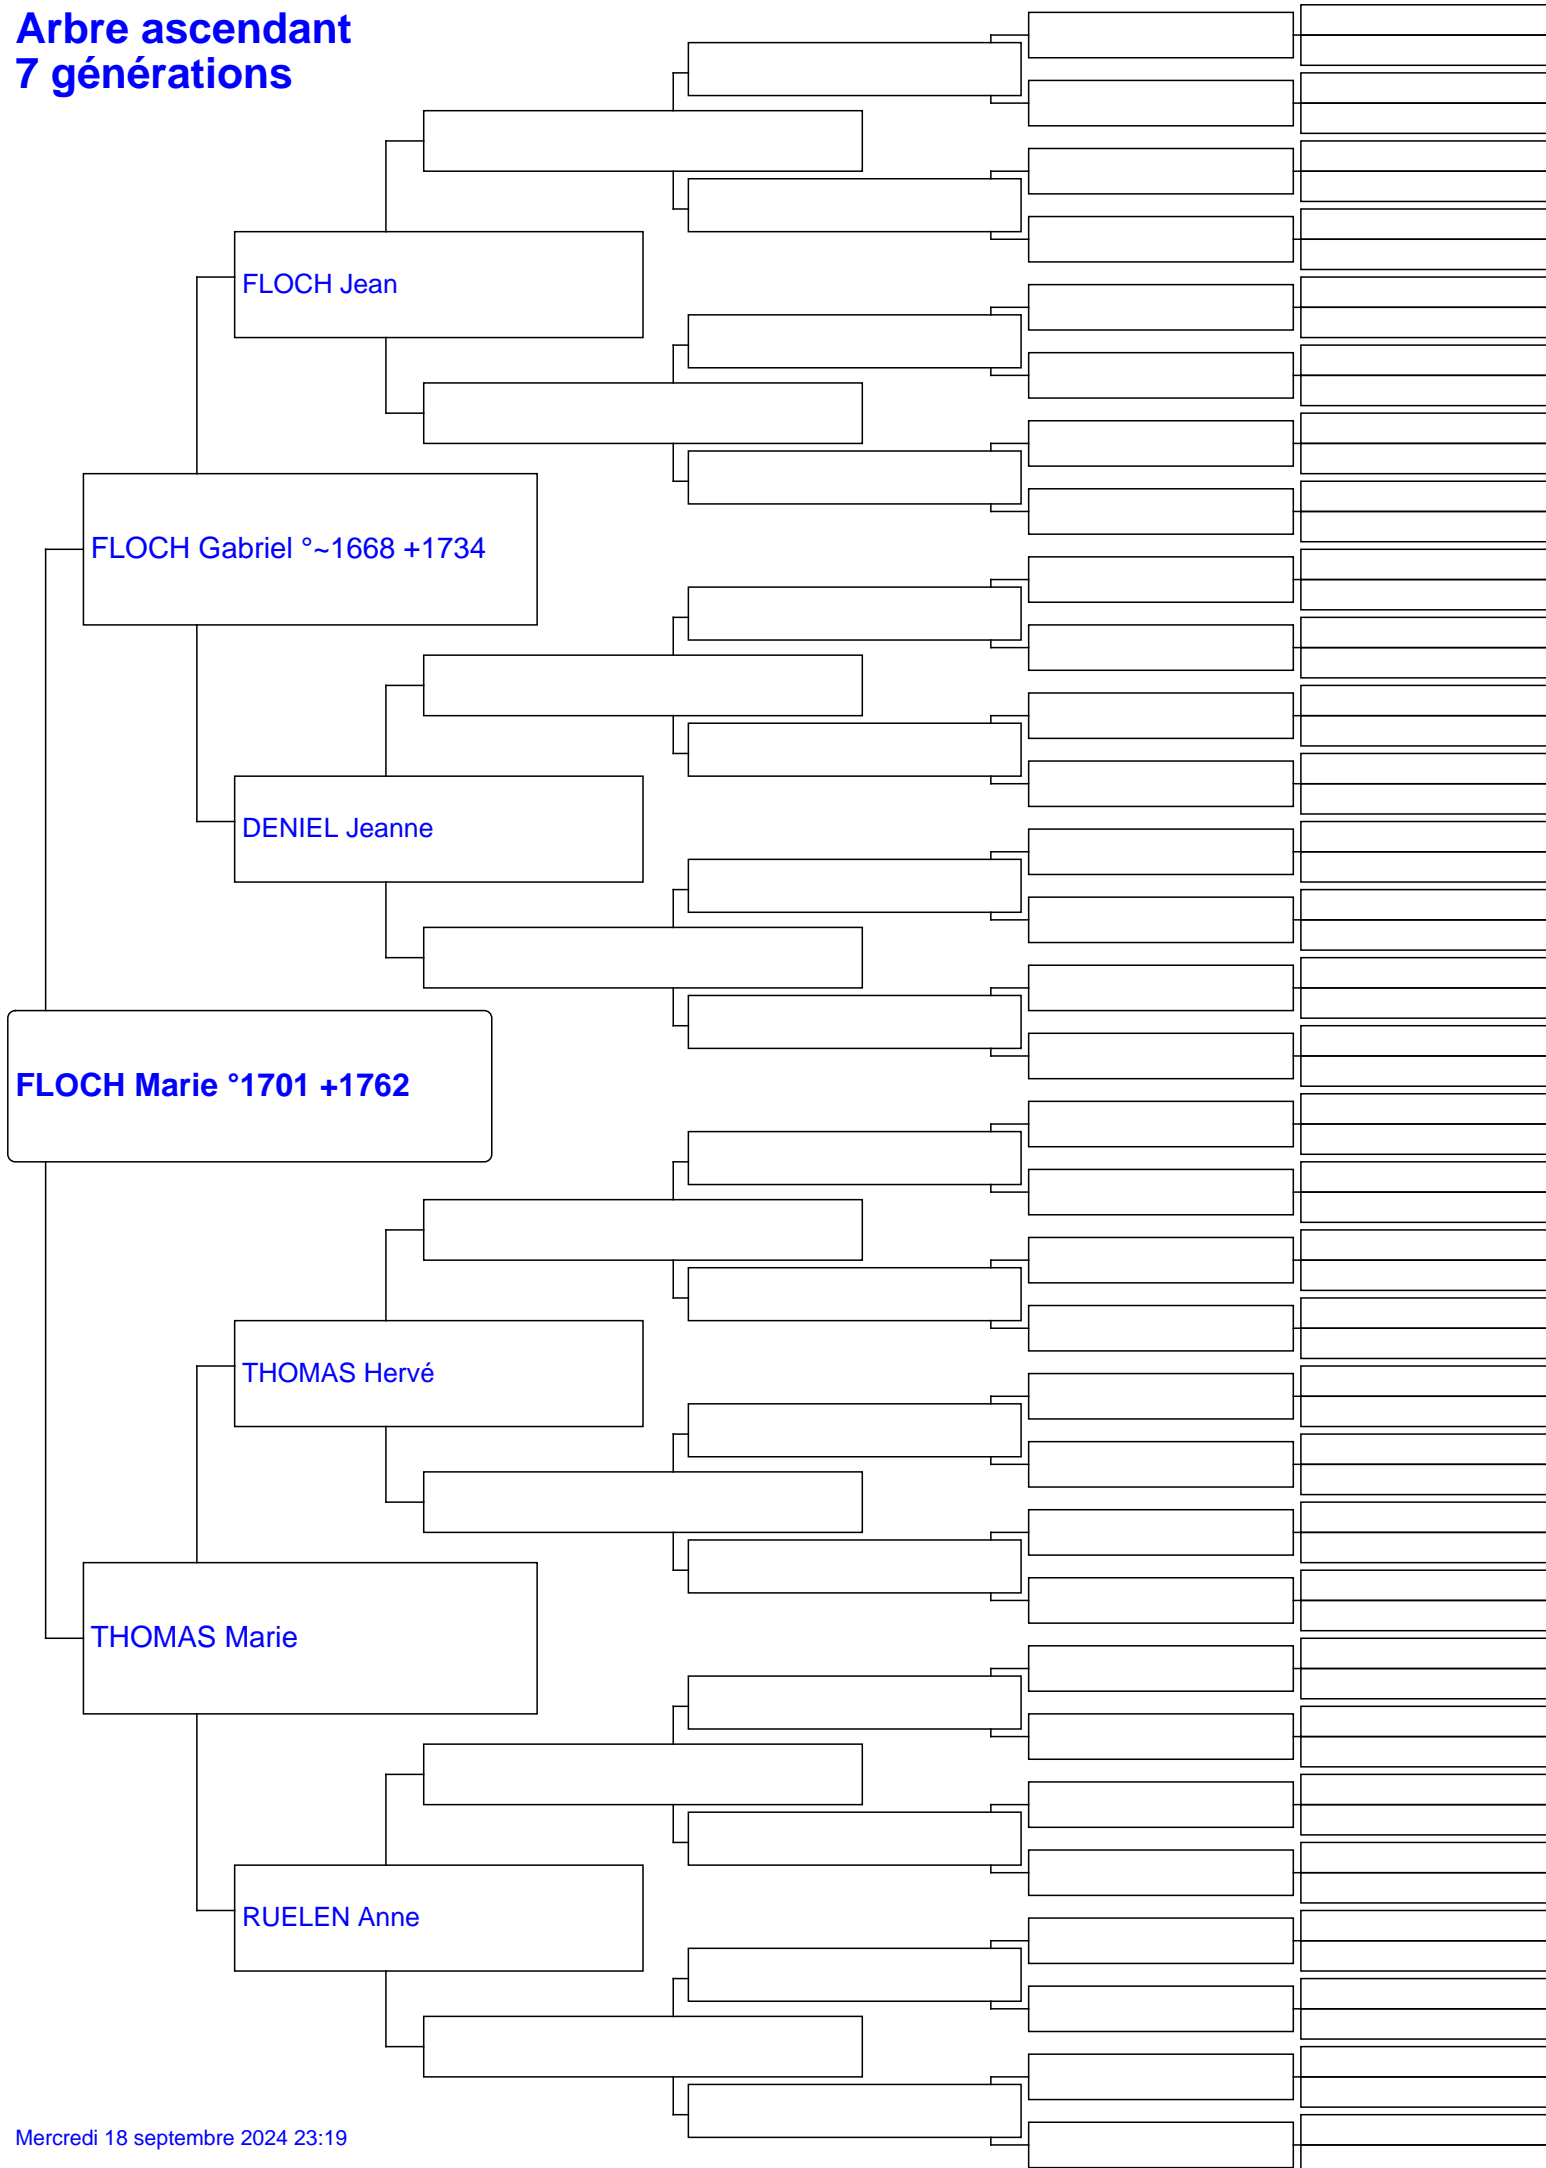 Arbre ascendant
7 générations
FLOCH Jean
FLOCH Gabriel °~1668 +1734
DENIEL Jeanne
FLOCH Marie °1701 +1762
THOMAS Hervé
THOMAS Marie
RUELEN Anne
Mercredi 18 septembre 2024 23:19